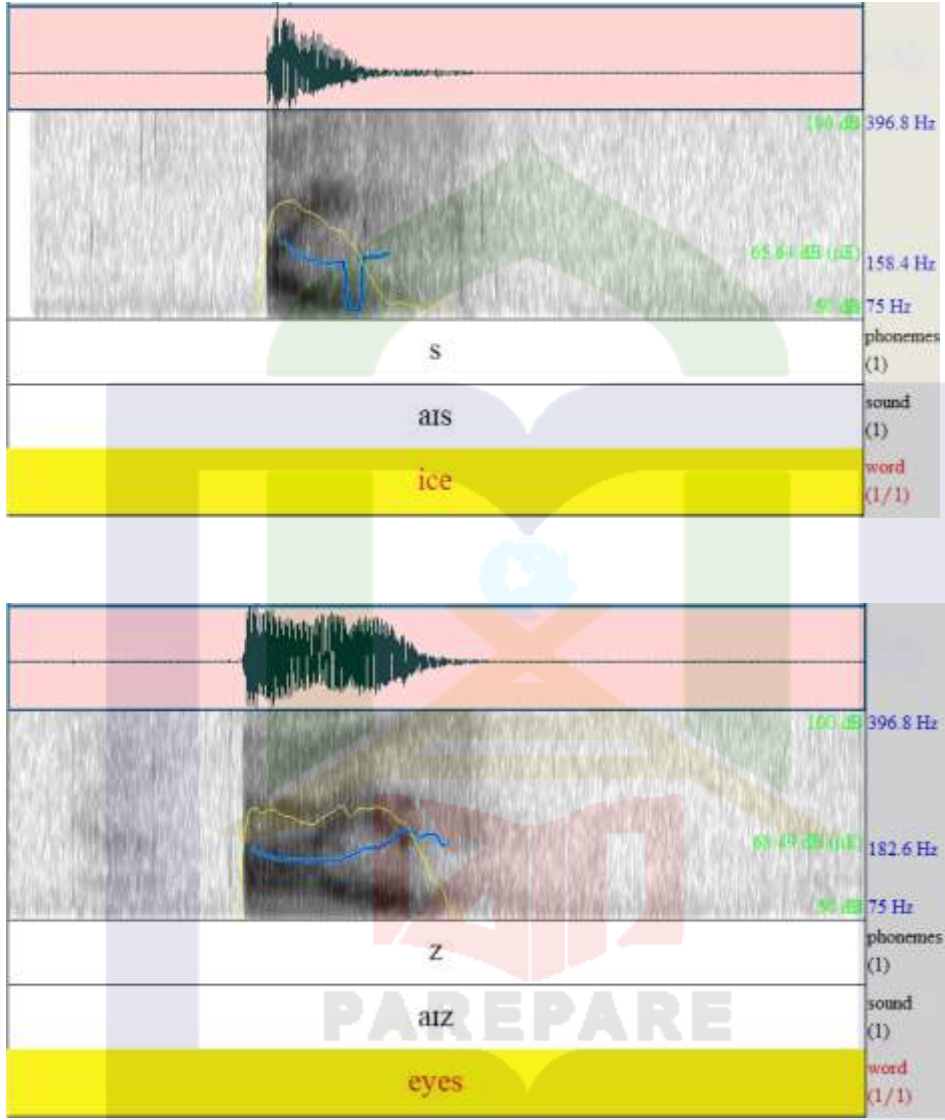 100 dB 396.8 Hz
65.64 dB (µE) 158.4 Hz
50 dB 75 Hz
s phonemes
(1)
aɪs sound
(1)
ice word
(1/1)
100 dB 396.8 Hz
68.49 dB (µE) 182.6 Hz
50 dB 75 Hz
z phonemes
(1)
aɪz sound
(1)
PAREPARE
eyes word
(1/1)